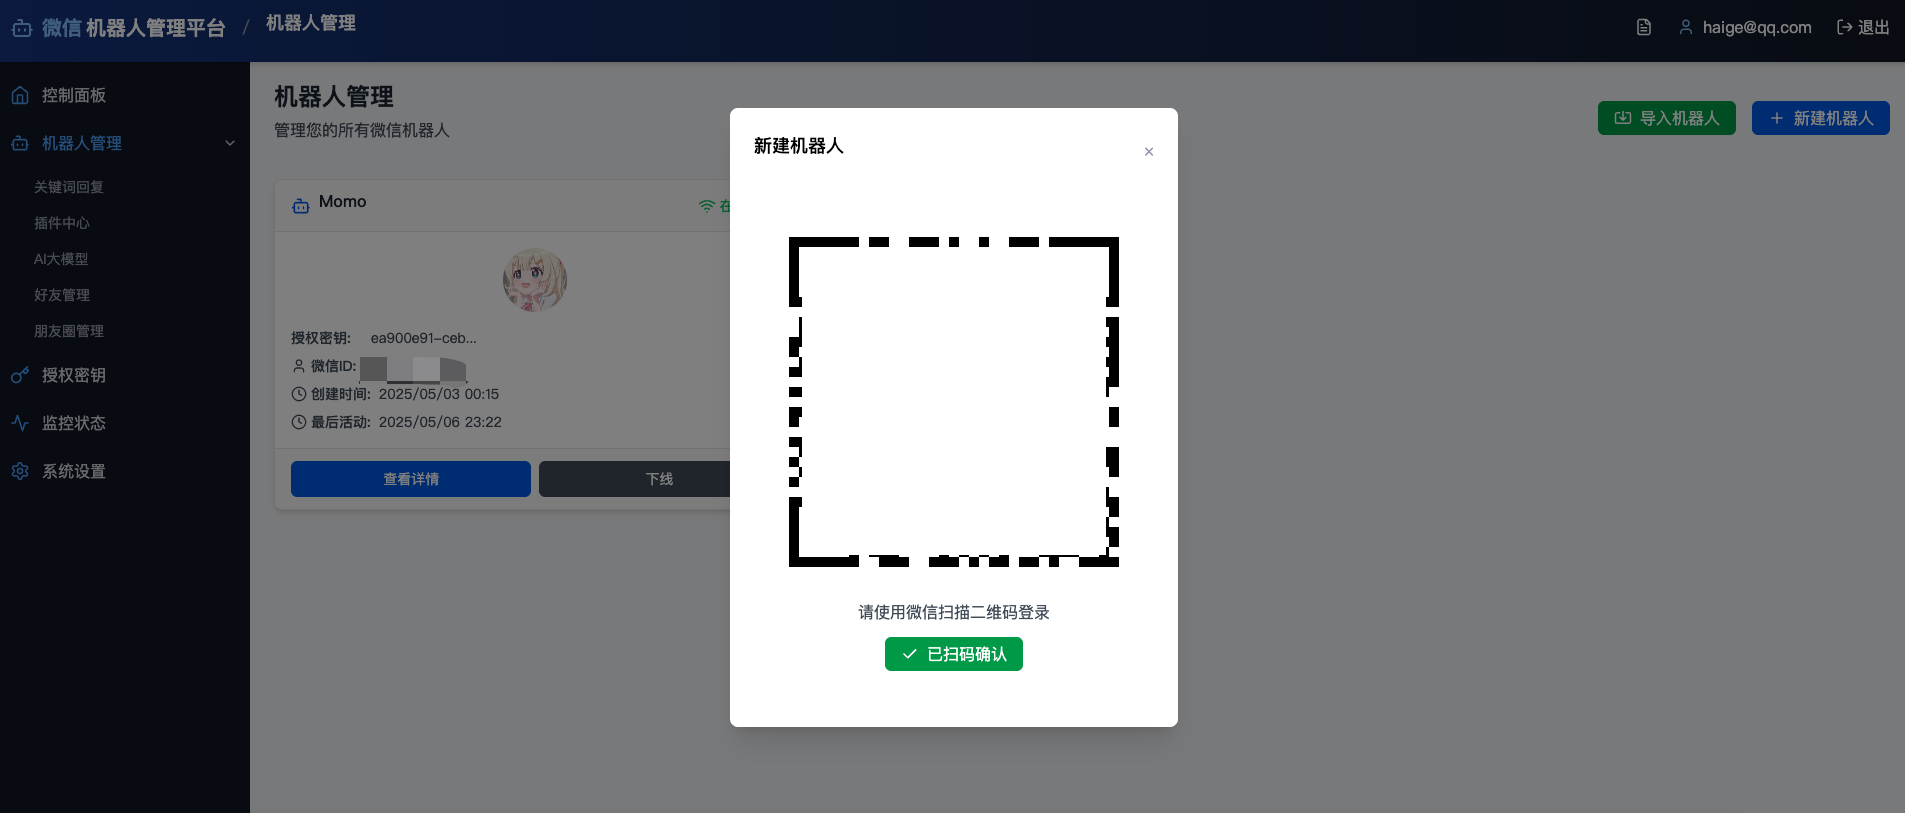 微信 机器人管理平台 / 机器人管理
haige@qq.com
退出
控制面板
机器人管理
关键词回复
插件中心
AI大模型
好友管理
朋友圈管理
授权密钥
监控状态
系统设置
机器人管理
管理您的所有微信机器人
导入机器人
新建机器人
Momo
在
授权密钥: ea900e91-ceb...
微信ID:
创建时间: 2025/05/03 00:15
最后活动: 2025/05/06 23:22
查看详情
下线
新建机器人
×
请使用微信扫描二维码登录
已扫码确认